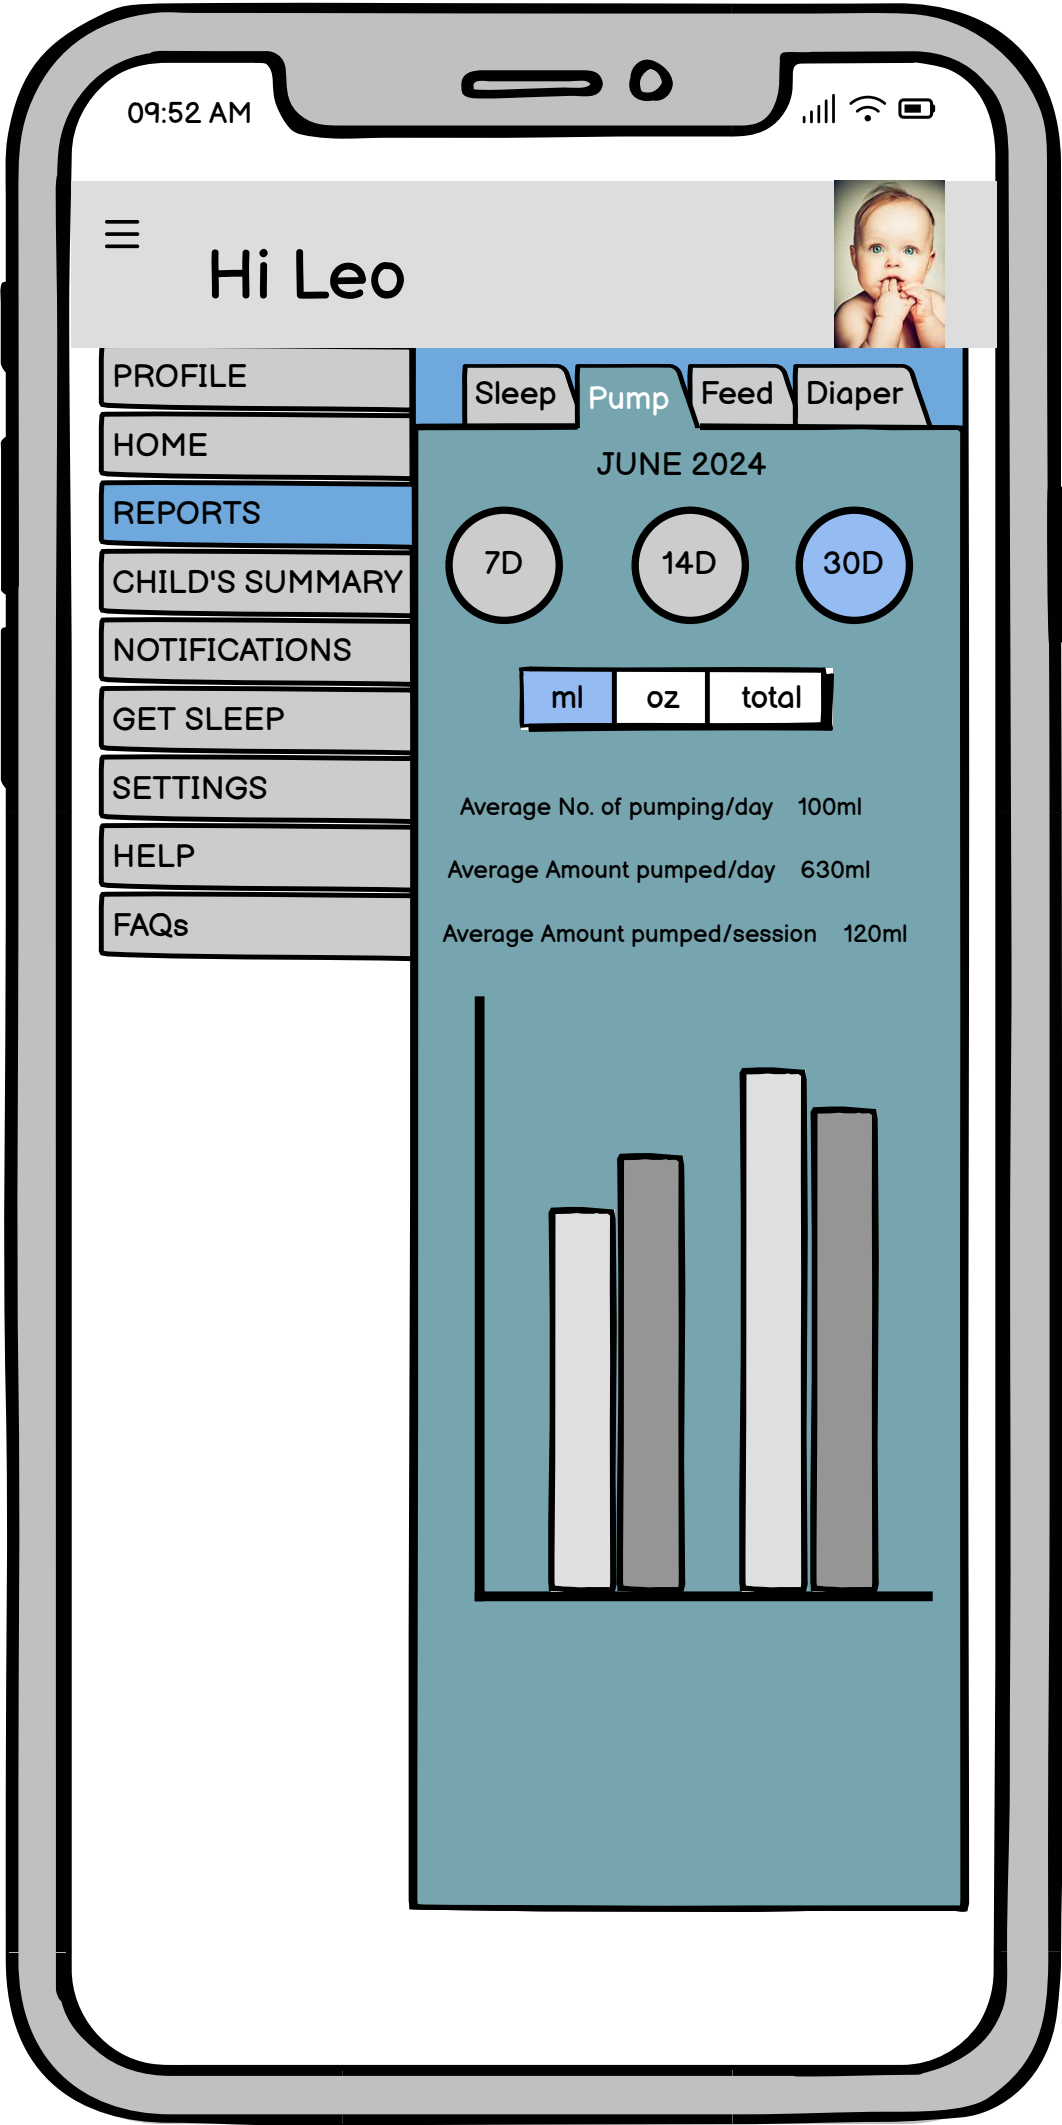 09:52 AM
Hi Leo
PROFILE
HOME
REPORTS
CHILD'S SUMMARY
NOTIFICATIONS
GET SLEEP
SETTINGS
HELP
FAQs
Sleep Pump Feed Diaper
JUNE 2024
7D 14D 30D
ml oz total
Average No. of pumping/day 100ml
Average Amount pumped/day 630ml
Average Amount pumped/session 120ml